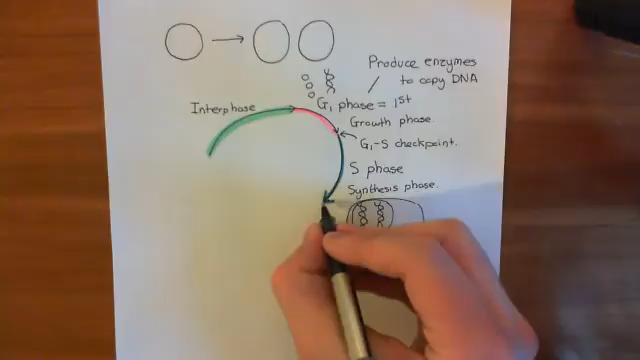 Produce enzymes
to copy DNA
Interphase
G₁ phase = 1st
Growth phase.
G₁-S checkpoint.
S phase
Synthesis phase.